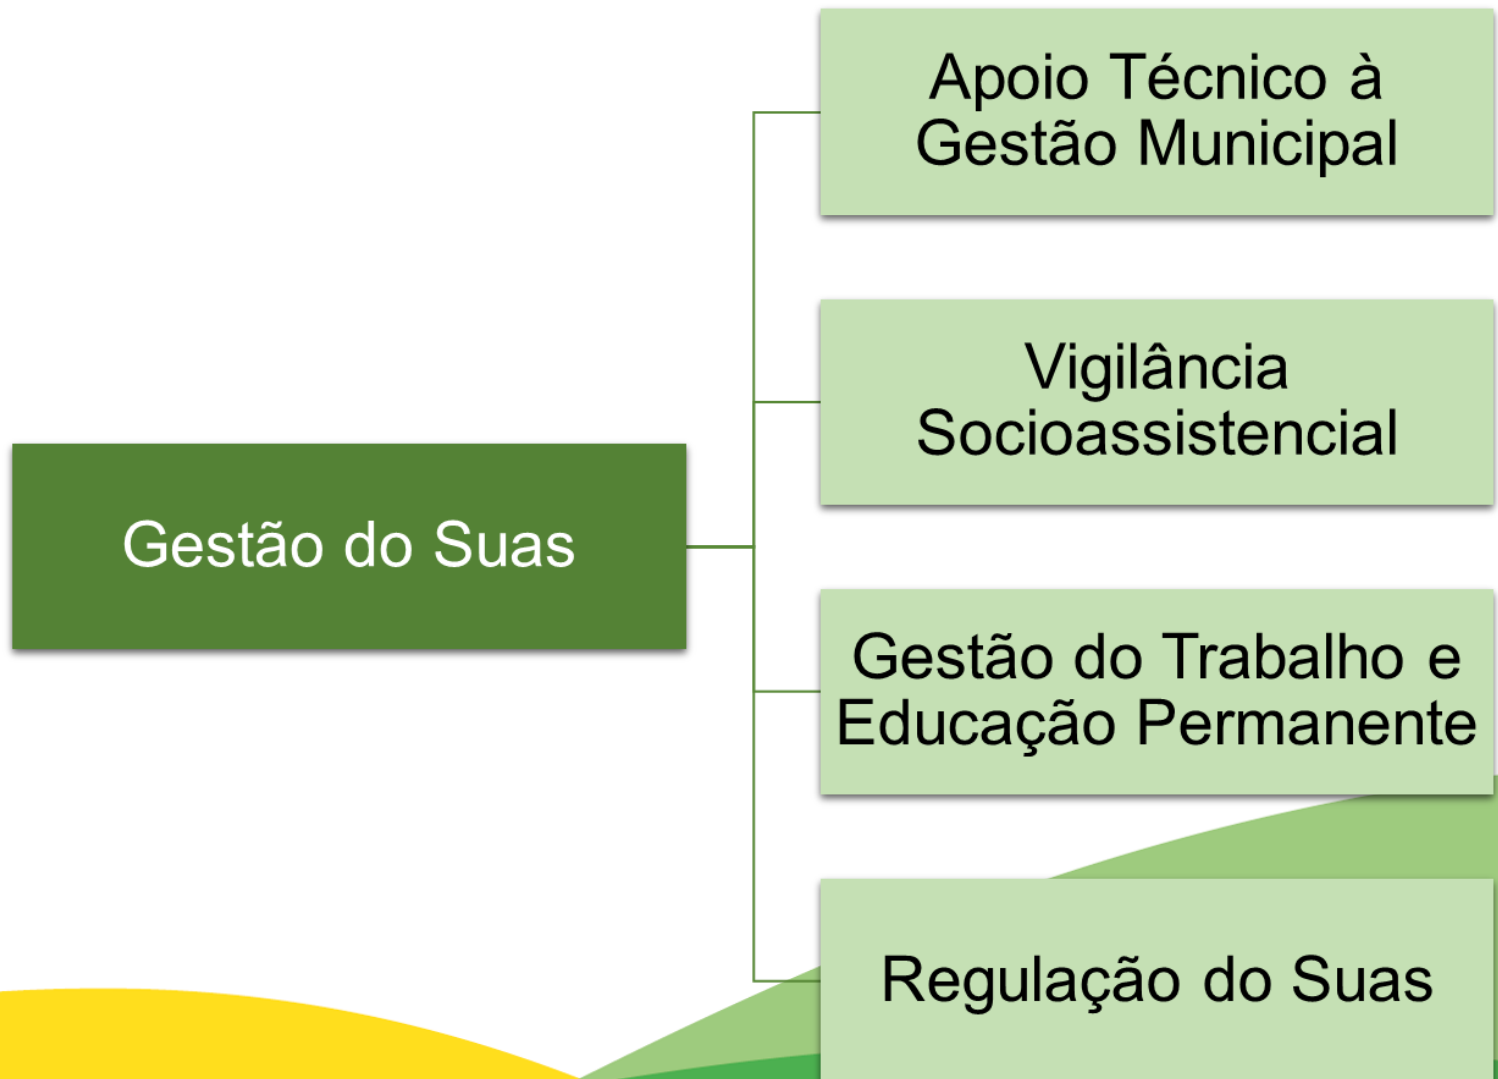 Gestão do Suas
Apoio Técnico à
Gestão Municipal
Vigilância
Socioassistencial
Gestão do Trabalho e
Educação Permanente
Regulação do Suas